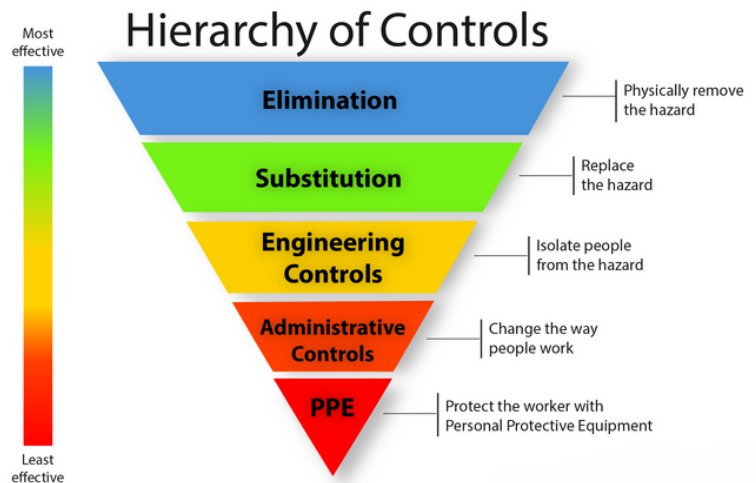 Hierarchy of Controls
Most
effective
Elimination
Physically remove
the hazard
Substitution
Replace
the hazard
Engineering
Controls
Isolate people
from the hazard
Administrative
Controls
Change the way
people work
PPE
Protect the worker with
Personal Protective Equipment
Least
effective